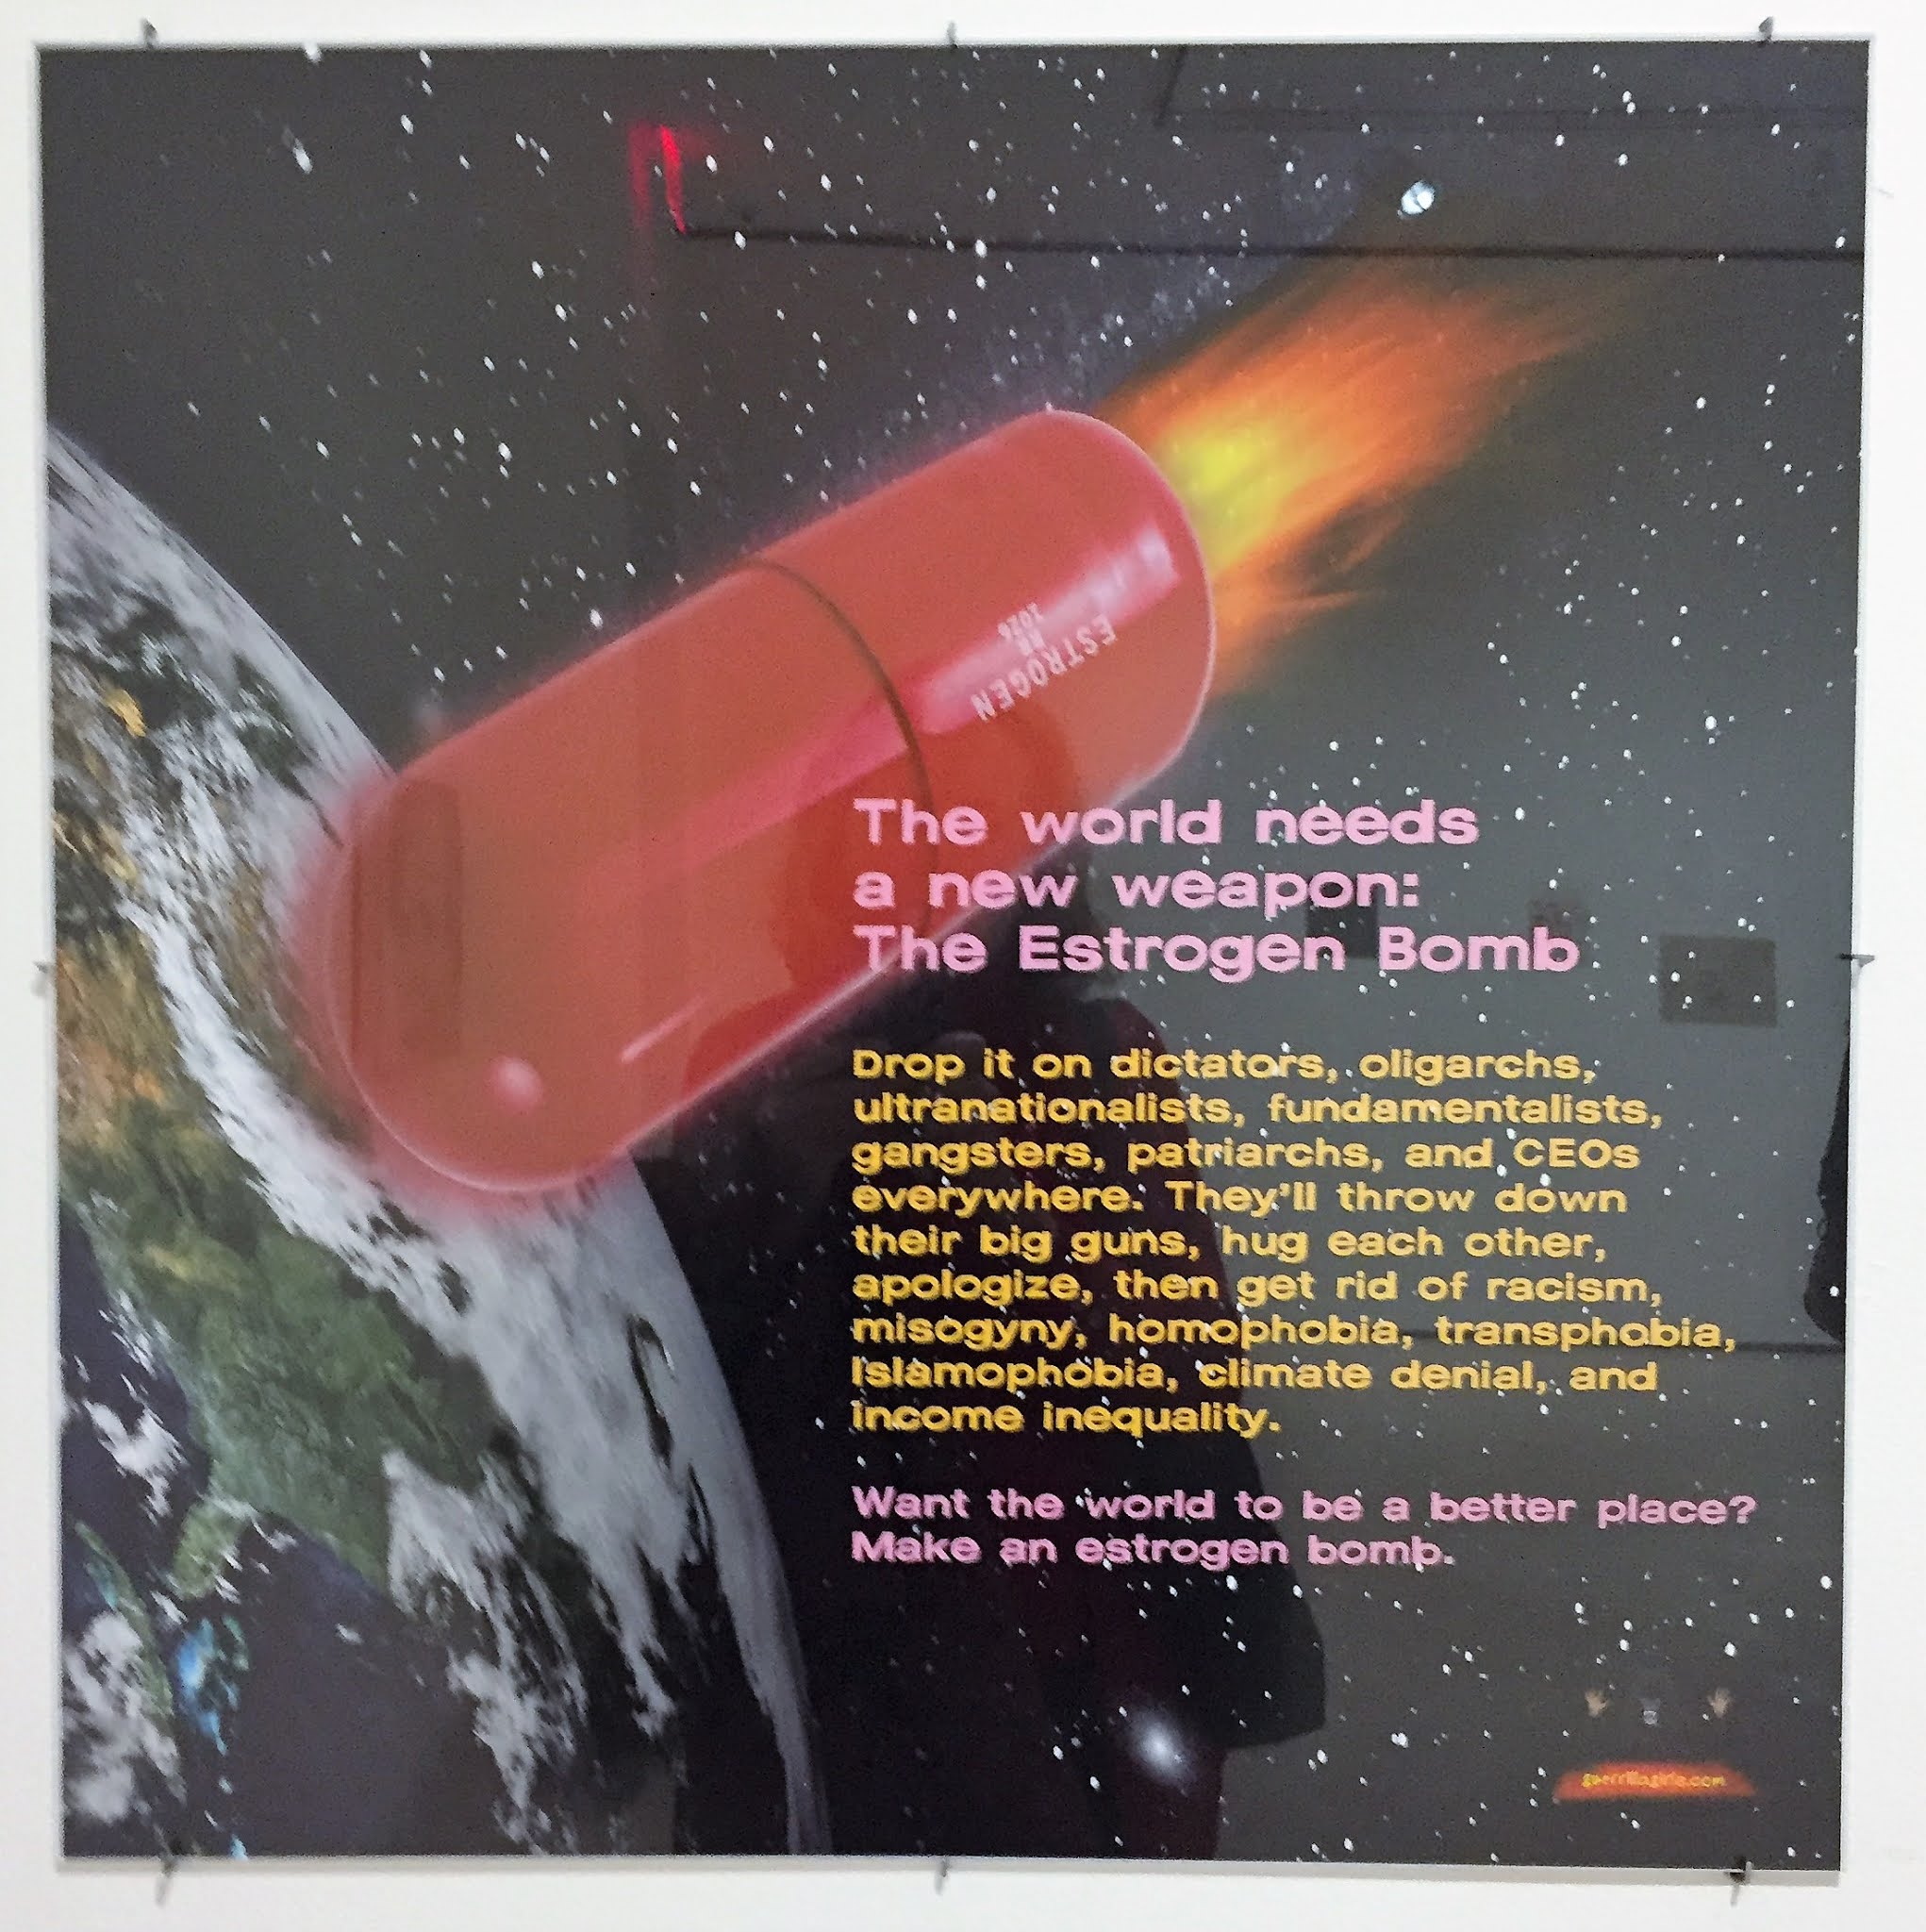 ESTROGEN
The world needs
a new weapon:
The Estrogen Bomb
Drop it on dictators, oligarchs,
ultranationalists, fundamentalists,
gangsters, patriarchs, and CEOs
everywhere. They'll throw down
their big guns, hug each other,
apologize, then get rid of racism,
misogyny, homophobia, transphobia,
Islamophobia, climate denial, and
income inequality.
Want the world to be a better place?
Make an estrogen bomb.
guerrillagirls.com